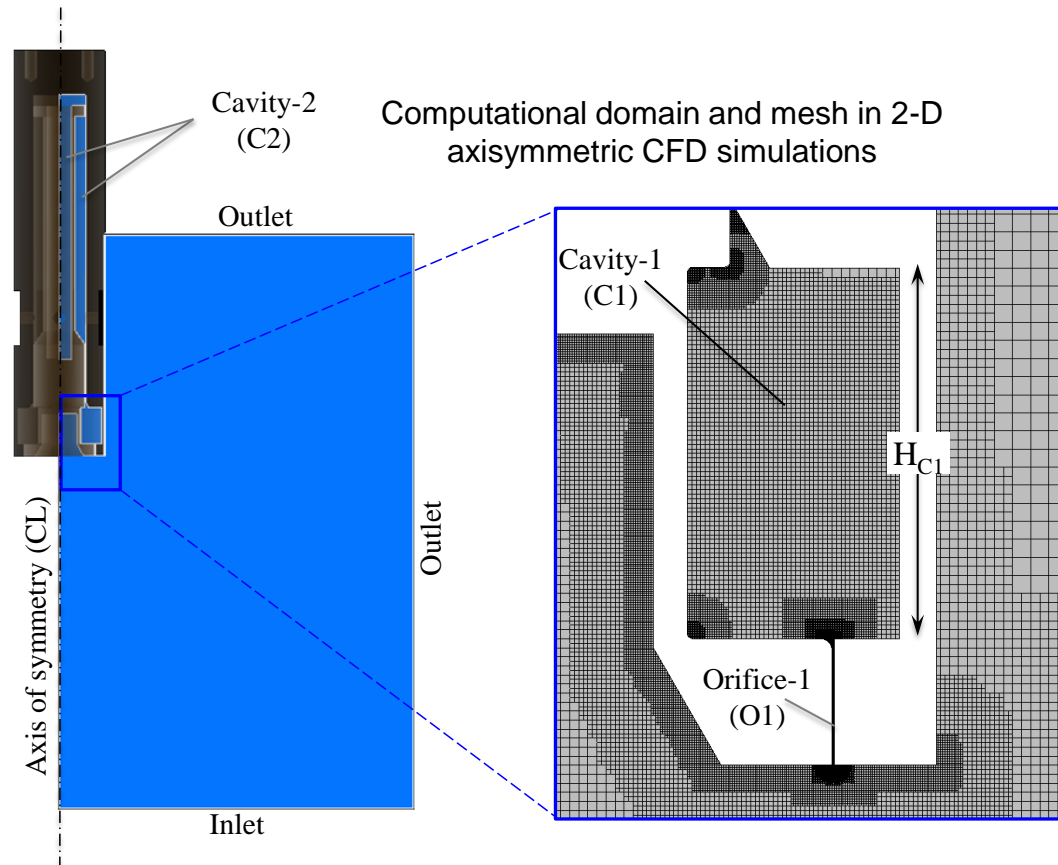 Cavity-2
(C2)
Computational domain and mesh in 2-D
axisymmetric CFD simulations
Outlet
Cavity-1
(C1)
H_C1
Outlet
Axis of symmetry (CL)
Orifice-1
(O1)
Inlet